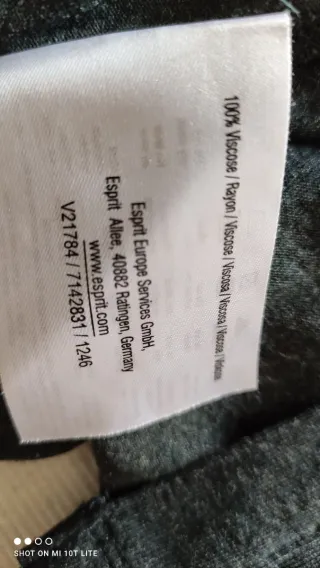 100% Viscose / Rayon / Viscose / Viscosa / Viscosa / Viscose / Viskose
Esprit Europe Services GmbH,
Esprit Allee, 40882 Ratingen, Germany
www.esprit.com
V21784 / 7142831 / 1246
SHOT ON MI 10T LITE